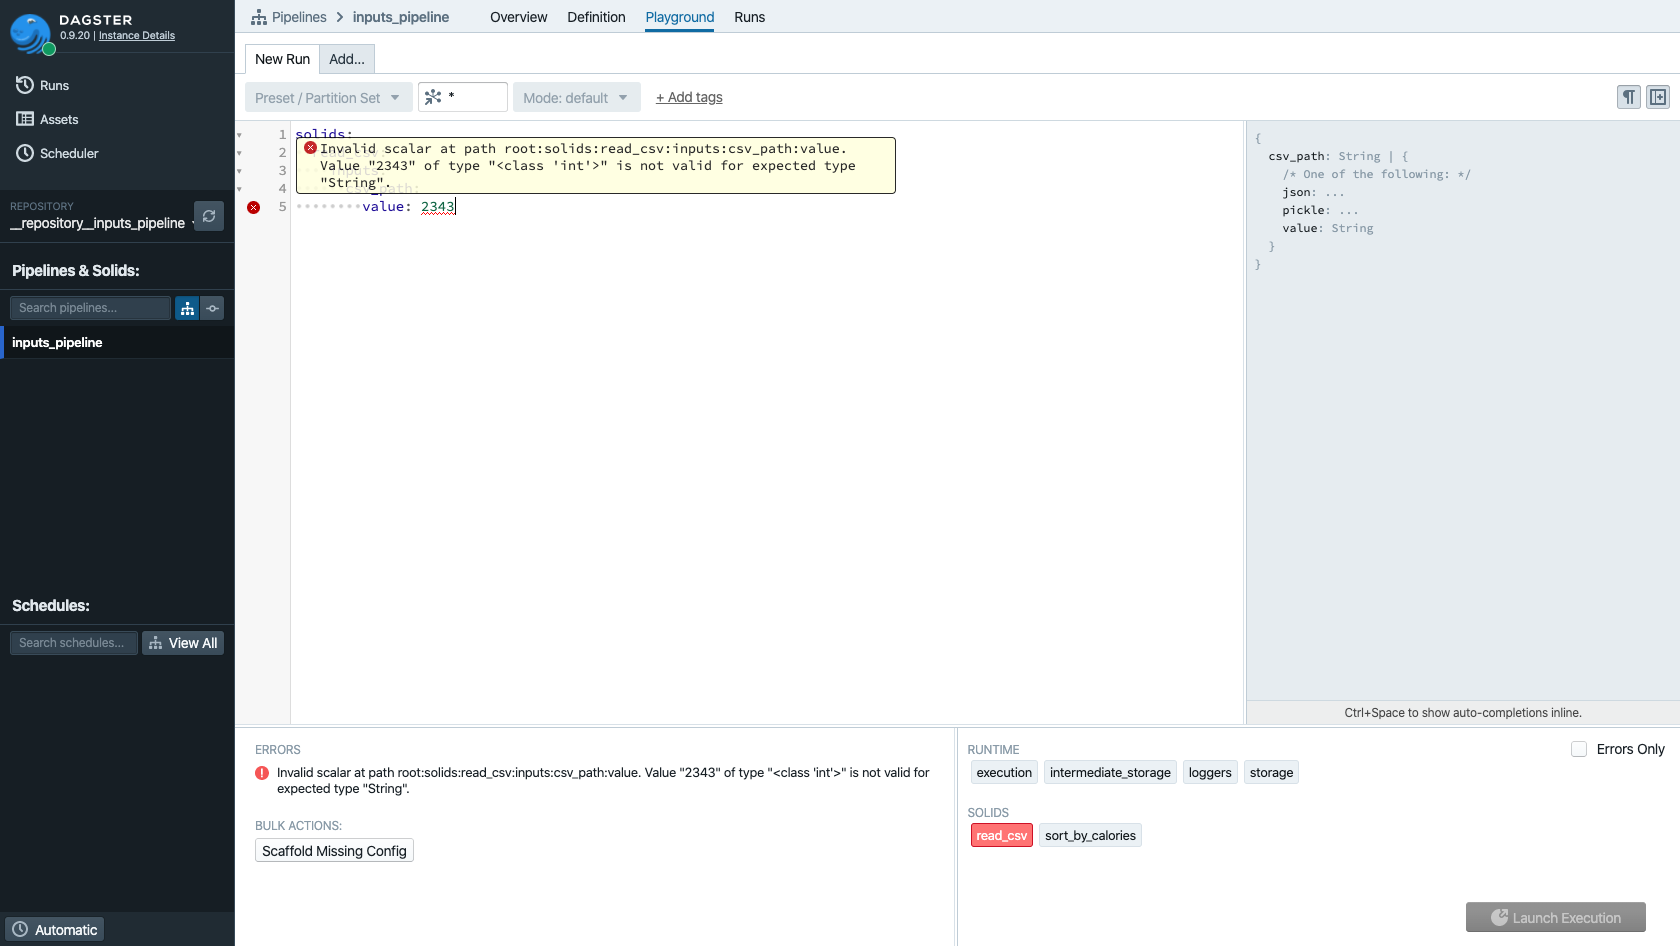 DAGSTER
0.9.20 | Instance Details
Runs
Assets
Scheduler
REPOSITORY
__repository__inputs_pipeline
Pipelines & Solids:
Search pipelines...
inputs_pipeline
Schedules:
Search schedules...
View All
Automatic
Pipelines
inputs_pipeline
Overview
Definition
Playground
Runs
New Run
Add...
Preset / Partition Set
*
Mode: default
+ Add tags
1 solids:
2 read_csv:
3 inputs:
4 csv_path:
5 value: 2343
Invalid scalar at path root:solids:read_csv:inputs:csv_path:value.
Value "2343" of type "<class 'int'>" is not valid for expected type
"String".
{
csv_path: String | {
/* One of the following: */
json: ...
pickle: ...
value: String
}
}
Ctrl+Space to show auto-completions inline.
ERRORS
Invalid scalar at path root:solids:read_csv:inputs:csv_path:value. Value "2343" of type "<class 'int'>" is not valid for
expected type "String".
BULK ACTIONS:
Scaffold Missing Config
RUNTIME
Errors Only
execution
intermediate_storage
loggers
storage
SOLIDS
read_csv
sort_by_calories
Launch Execution